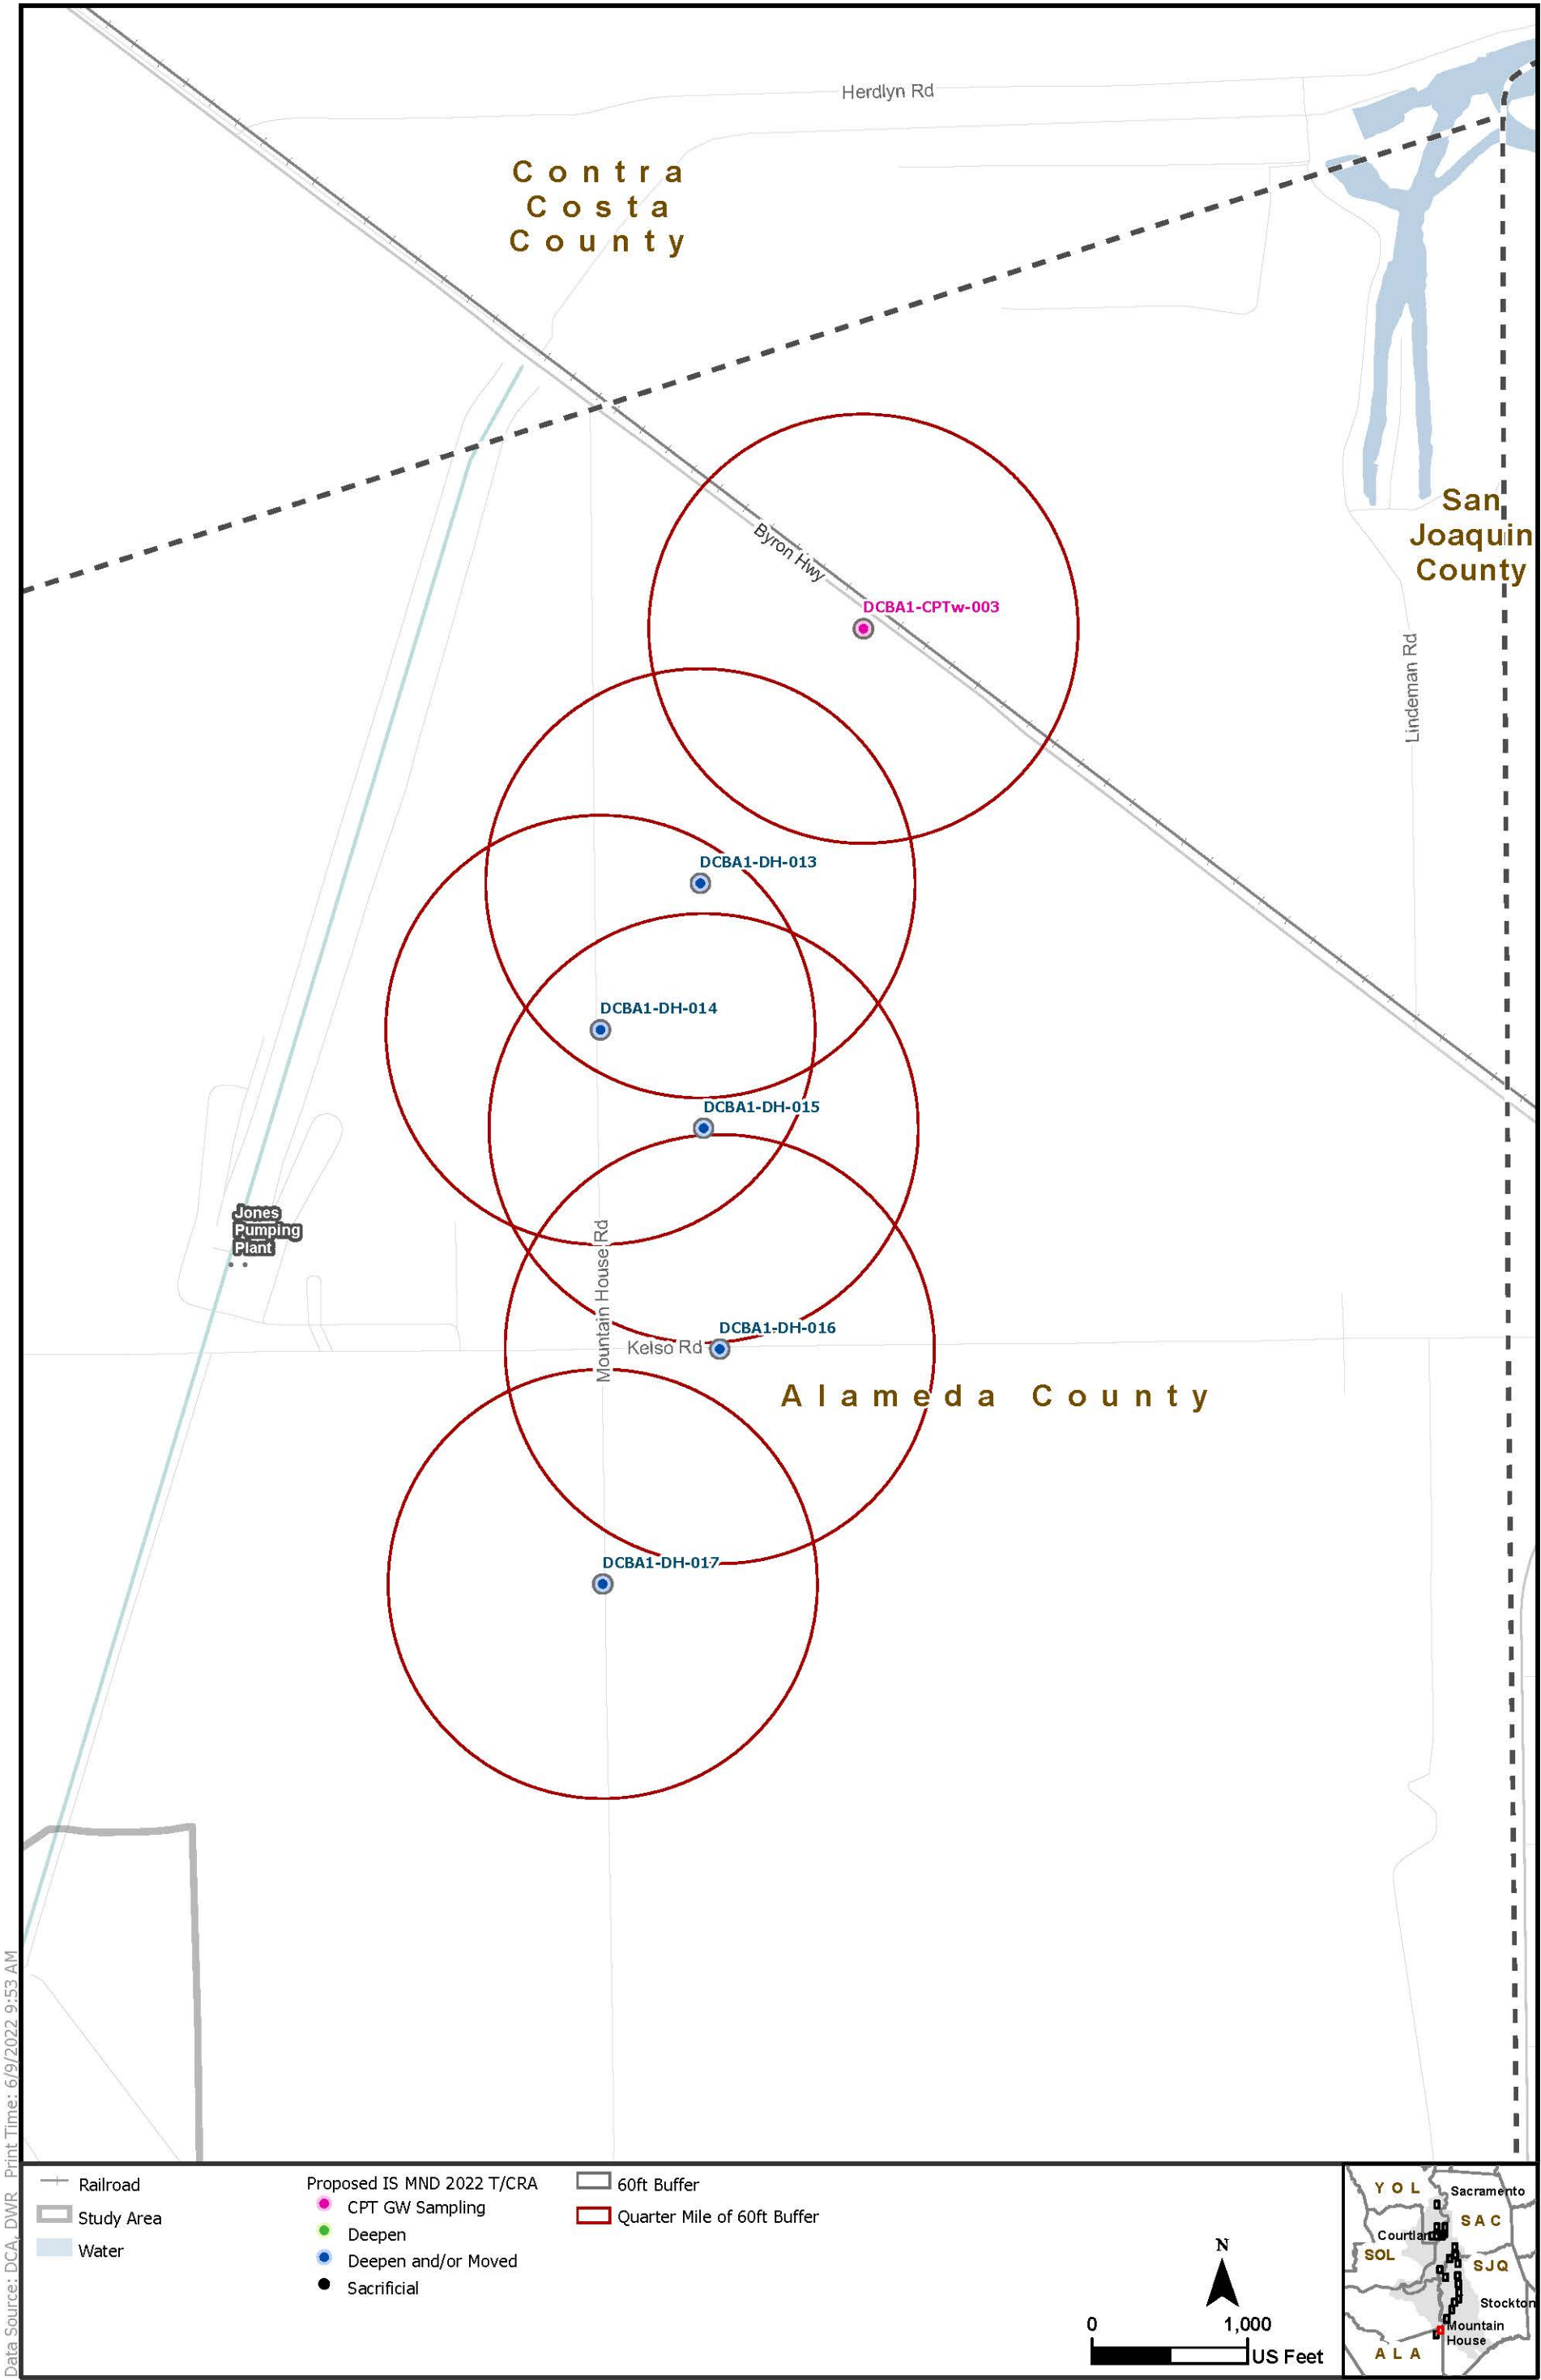 Herdlyn Rd
Contra
Costa
County
San
Joaquin
County
Byron Hwy
DCBA1-CPTw-003
Lindeman Rd
DCBA1-DH-013
DCBA1-DH-014
DCBA1-DH-015
Jones
Pumping
Plant
Mountain House Rd
DCBA1-DH-016
Kelso Rd
Alameda County
DCBA1-DH-017
Data Source: DCA, DWR Print Time: 6/9/2022 9:53 AM
Railroad
Study Area
Water
Proposed IS MND 2022 T/CRA
CPT GW Sampling
Deepen
Deepen and/or Moved
Sacrificial
60ft Buffer
Quarter Mile of 60ft Buffer
N
0 1,000
US Feet
YOL
Sacramento
SAC
Courtlan
SOL
SJQ
Stockton
Mountain
House
ALA